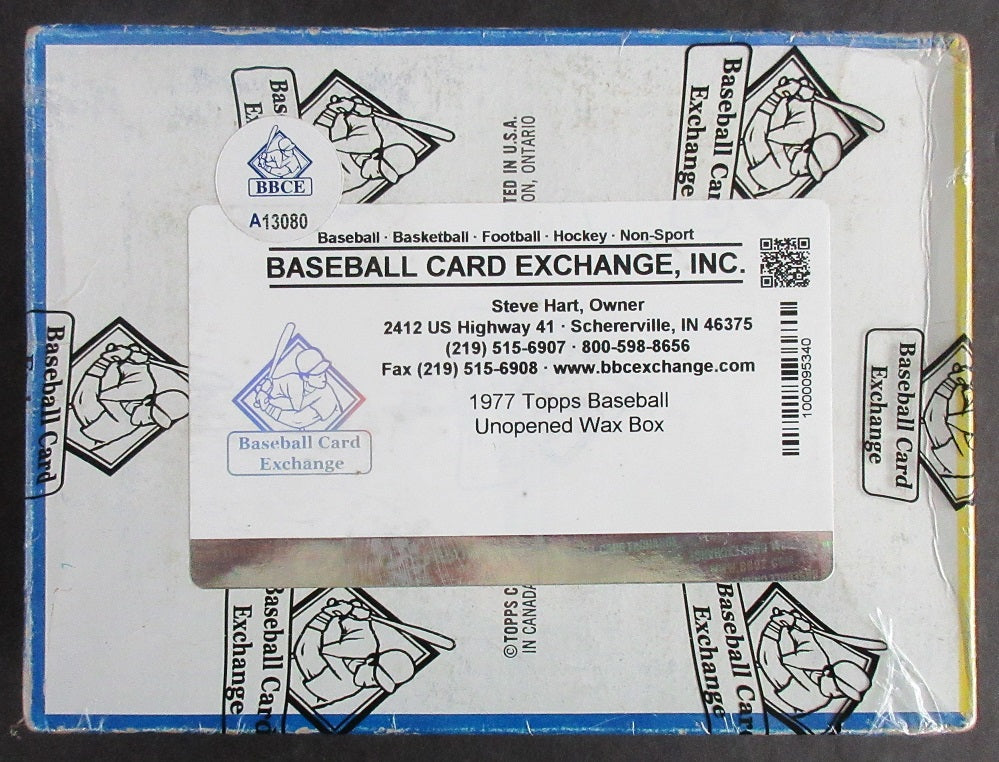 Bas
Baseball Car
Exchange
TED IN U.S.A.
ON, ONTARIO
BBCE
A13080
Baseball · Basketball · Football · Hockey · Non-Sport
BASEBALL CARD EXCHANGE, INC.
Steve Hart, Owner
2412 US Highway 41 · Schererville, IN 46375
(219) 515-6907 · 800-598-8656
Fax (219) 515-6908 · www.bbcexchange.com
1977 Topps Baseball
Unopened Wax Box
1000095340
Baseball Card
Exchange
Baseball Card
Baseball Card
Exchange
Baseball Card
Exchange
©TOPPS C
IN CANADA
Baseball Car
Exchange